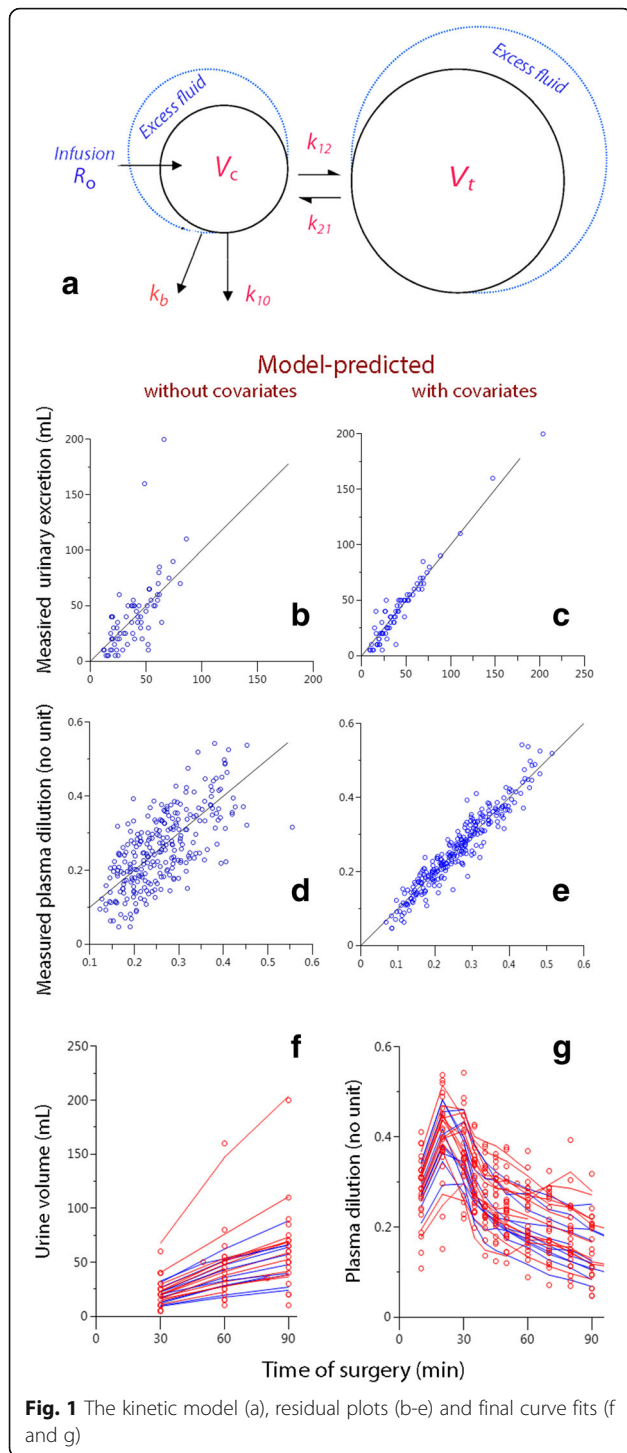 Excess fluid
Excess fluid
Infusion
Ro
Vc
k12
k21
Vt
kb
k10
a
Model-predicted
without covariates
with covariates
Measired urinary excretion (mL)
200
150
100
50
0
0 50 100 150 200
b
200
150
100
50
0
0 50 100 150 200 250
c
Measured plasma dilution (no unit)
0.6
0.4
0.2
0
0.1 0.2 0.3 0.4 0.5 0.6
d
0.6
0.4
0.2
0
0 0.1 0.2 0.3 0.4 0.5 0.6
e
Urine volume (mL)
250
200
150
100
50
0
0 30 60 90
f
Plasma dilution (no unit)
0.6
0.4
0.2
0
0 30 60 90
g
Time of surgery (min)
Fig. 1 The kinetic model (a), residual plots (b-e) and final curve fits (f
and g)